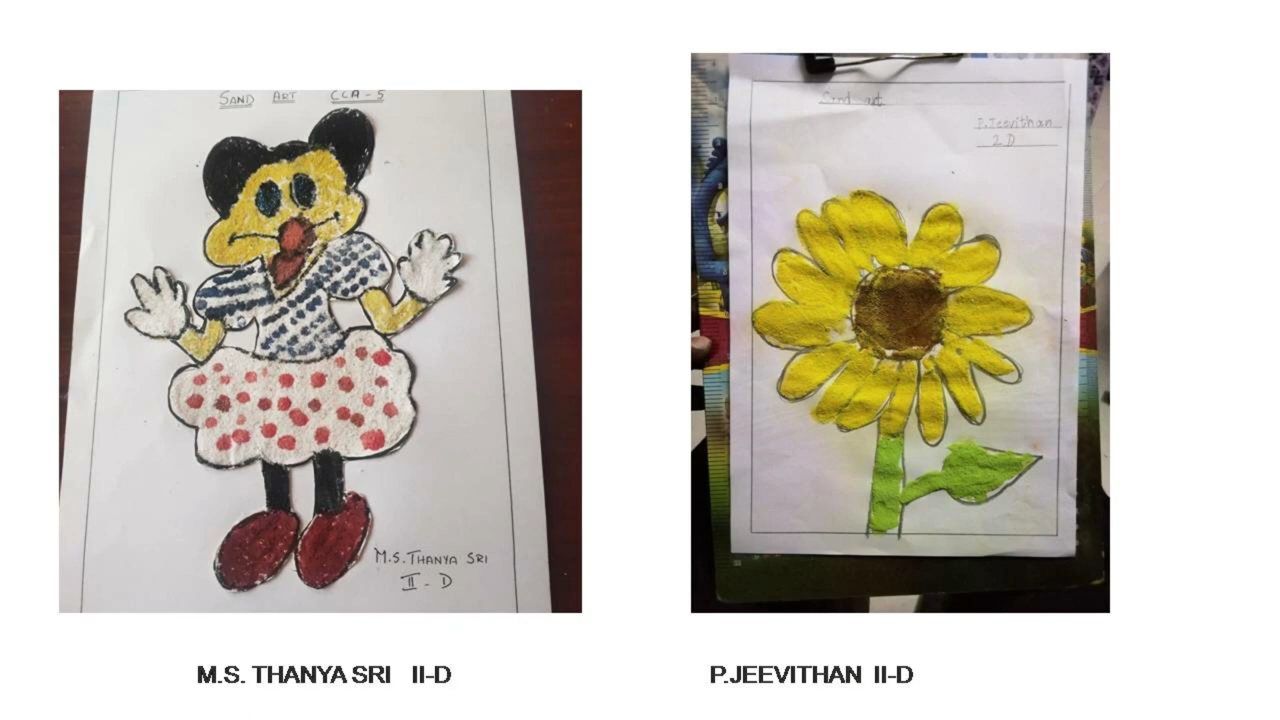 SAND ART CCA-5
M.S. THANYA SRI
II - D
Sand art
P.Jeevithan
2 D
M.S. THANYA SRI II-D
P.JEEVITHAN II-D